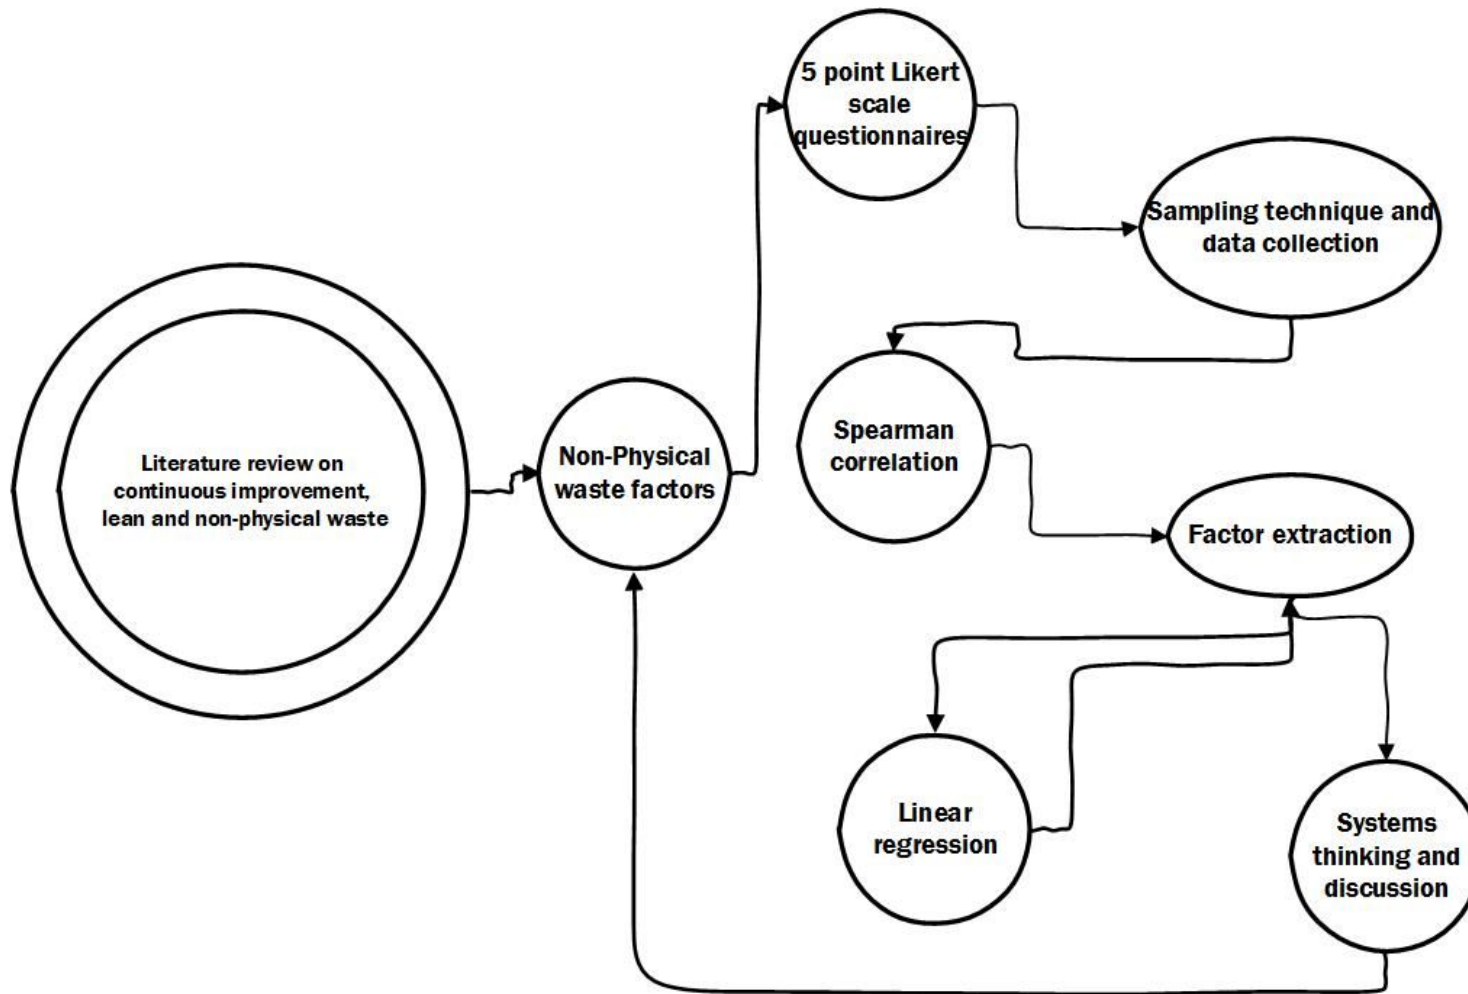 5 point Likert
scale
questionnaires
Sampling technique and
data collection
Literature review on
continuous improvement,
lean and non-physical waste
Non-Physical
waste factors
Spearman
correlation
Factor extraction
Linear
regression
Systems
thinking and
discussion